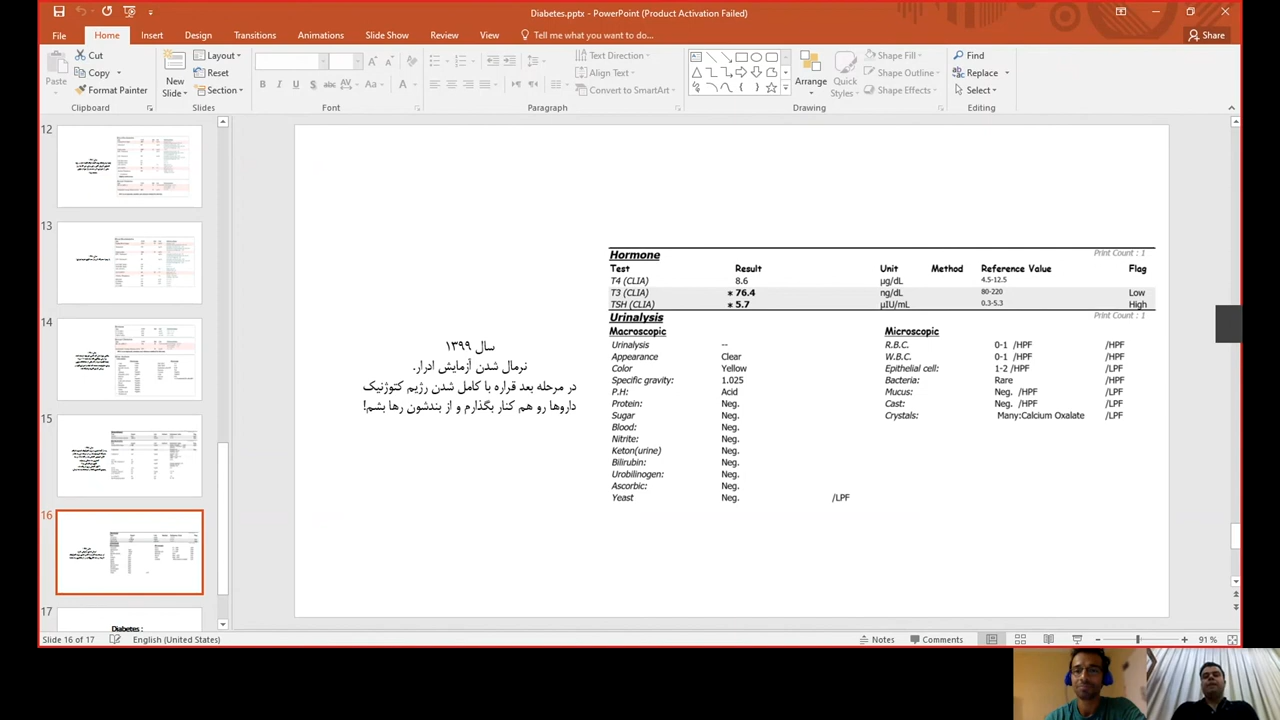 Diabetes.pptx - PowerPoint (Product Activation Failed)
File Home Insert Design Transitions Animations Slide Show Review View Tell me what you want to do... Share
Cut
Copy
Format Painter
Paste
Clipboard
New Slide
Layout
Reset
Section
Slides
B I U S abc AV Aa A
Font
Text Direction
Align Text
Convert to SmartArt
Paragraph
Arrange
Quick Styles
Shape Fill
Shape Outline
Shape Effects
Drawing
Find
Replace
Select
Editing
12
13
14
15
16
17
Diabetes :
سال ۱۳۹۹
نرمال شدن آزمایش ادرار.
در مرحله بعد قراره با کامل شدن رژیم کتوژنیک
داروها رو هم کنار بگذارم و از بندشون رها بشم!
Hormone Print Count : 1
Test Result Unit Method Reference Value Flag
T4 (CLIA) 8.6 µg/dL 4.5-12.5
T3 (CLIA) * 76.4 ng/dL 80-220 Low
TSH (CLIA) * 5.7 µIU/mL 0.3-5.3 High
Urinalysis Print Count : 1
Macroscopic Microscopic
Urinalysis -- R.B.C. 0-1 /HPF /HPF
Appearance Clear W.B.C. 0-1 /HPF /HPF
Color Yellow Epithelial cell: 1-2 /HPF /LPF
Specific gravity: 1.025 Bacteria: Rare /HPF
P.H: Acid Mucus: Neg. /HPF /LPF
Protein: Neg. Cast: Neg. /HPF /LPF
Sugar Neg. Crystals: Many:Calcium Oxalate /LPF
Blood: Neg.
Nitrite: Neg.
Keton(urine) Neg.
Bilirubin: Neg.
Urobilinogen: Neg.
Ascorbic: Neg.
Yeast Neg. /LPF
Slide 16 of 17 English (United States) Notes Comments 91 %